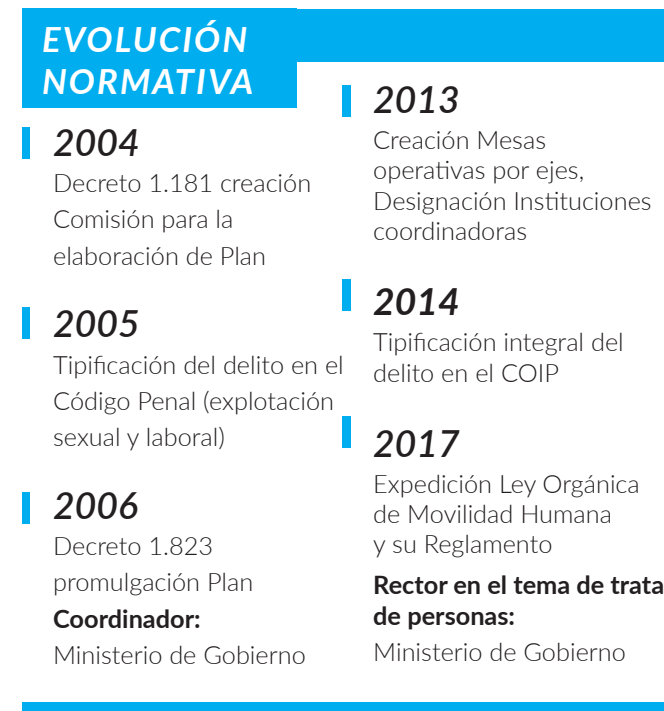 EVOLUCIÓN
NORMATIVA
2004
Decreto 1.181 creación
Comisión para la
elaboración de Plan
2005
Tipificación del delito en el
Código Penal (explotación
sexual y laboral)
2006
Decreto 1.823
promulgación Plan
Coordinador:
Ministerio de Gobierno
2013
Creación Mesas
operativas por ejes,
Designación Instituciones
coordinadoras
2014
Tipificación integral del
delito en el COIP
2017
Expedición Ley Orgánica
de Movilidad Humana
y su Reglamento
Rector en el tema de trata
de personas:
Ministerio de Gobierno